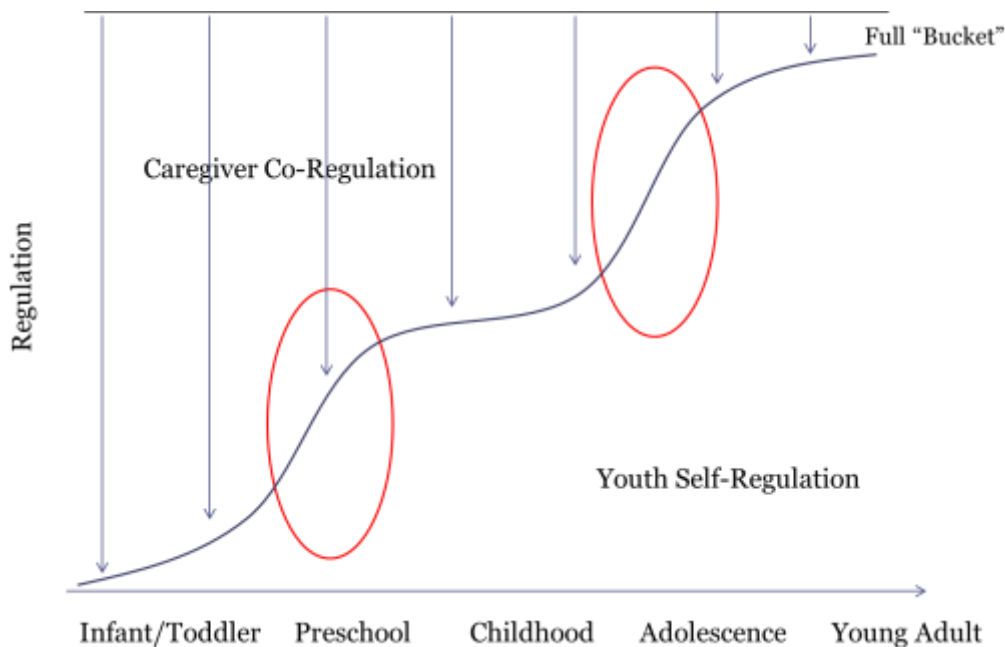 Full “Bucket”
Caregiver Co-Regulation
Regulation
Youth Self-Regulation
Infant/Toddler Preschool Childhood Adolescence Young Adult